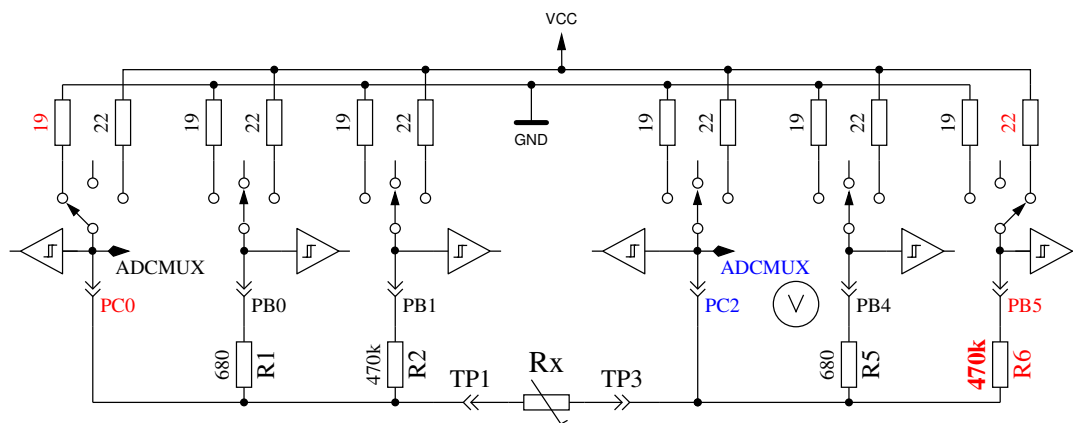 VCC
19
22
19
22
19
22
GND
19
22
19
22
19
22
ADCMUX
ADCMUX
PC0
PB0
PB1
PC2
V
PB4
PB5
680
R1
470k
R2
TP1
Rx
TP3
680
R5
470k
R6